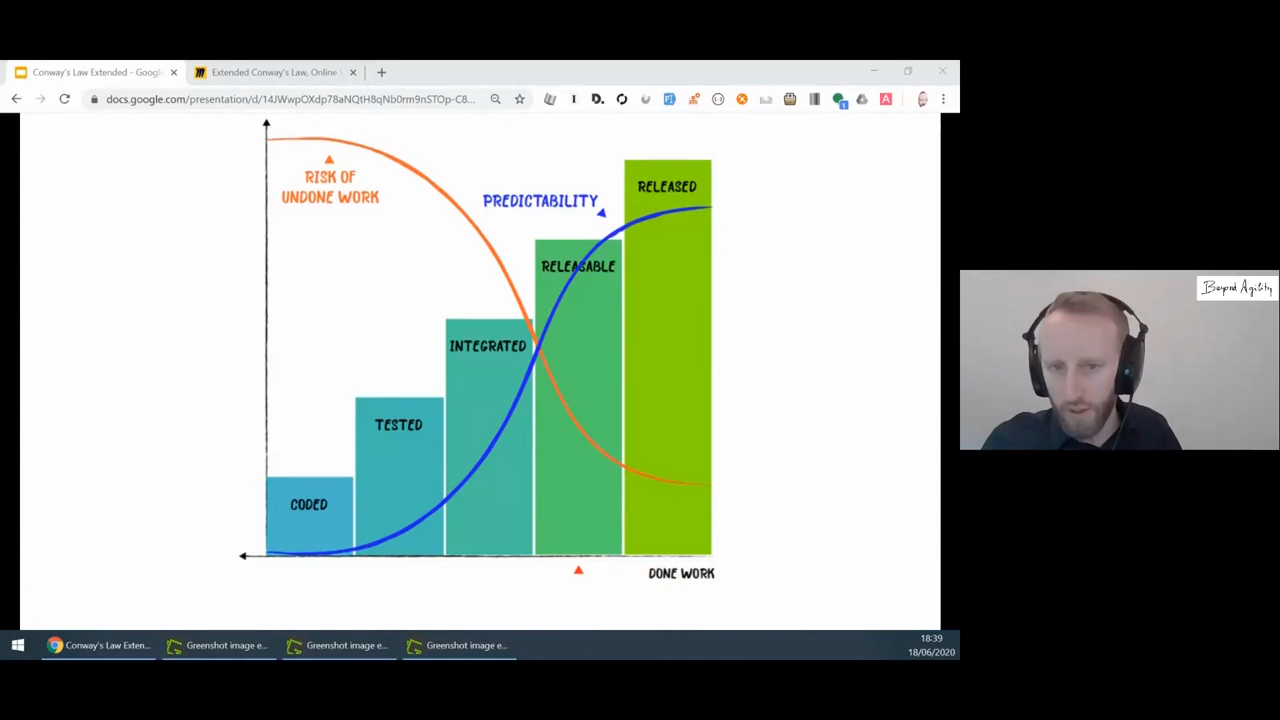 Conway's Law Extended - Googl
Extended Conway's Law, Online
docs.google.com/presentation/d/14JWwpOXdp78aNQtH8qNb0rm9nSTOp-C8...
RISK OF
UNDONE WORK
PREDICTABILITY
RELEASED
RELEASABLE
INTEGRATED
TESTED
CODED
DONE WORK
Beyond Agility
Conway's Law Exten...
Greenshot image e...
Greenshot image e...
Greenshot image e...
18:39
18/06/2020